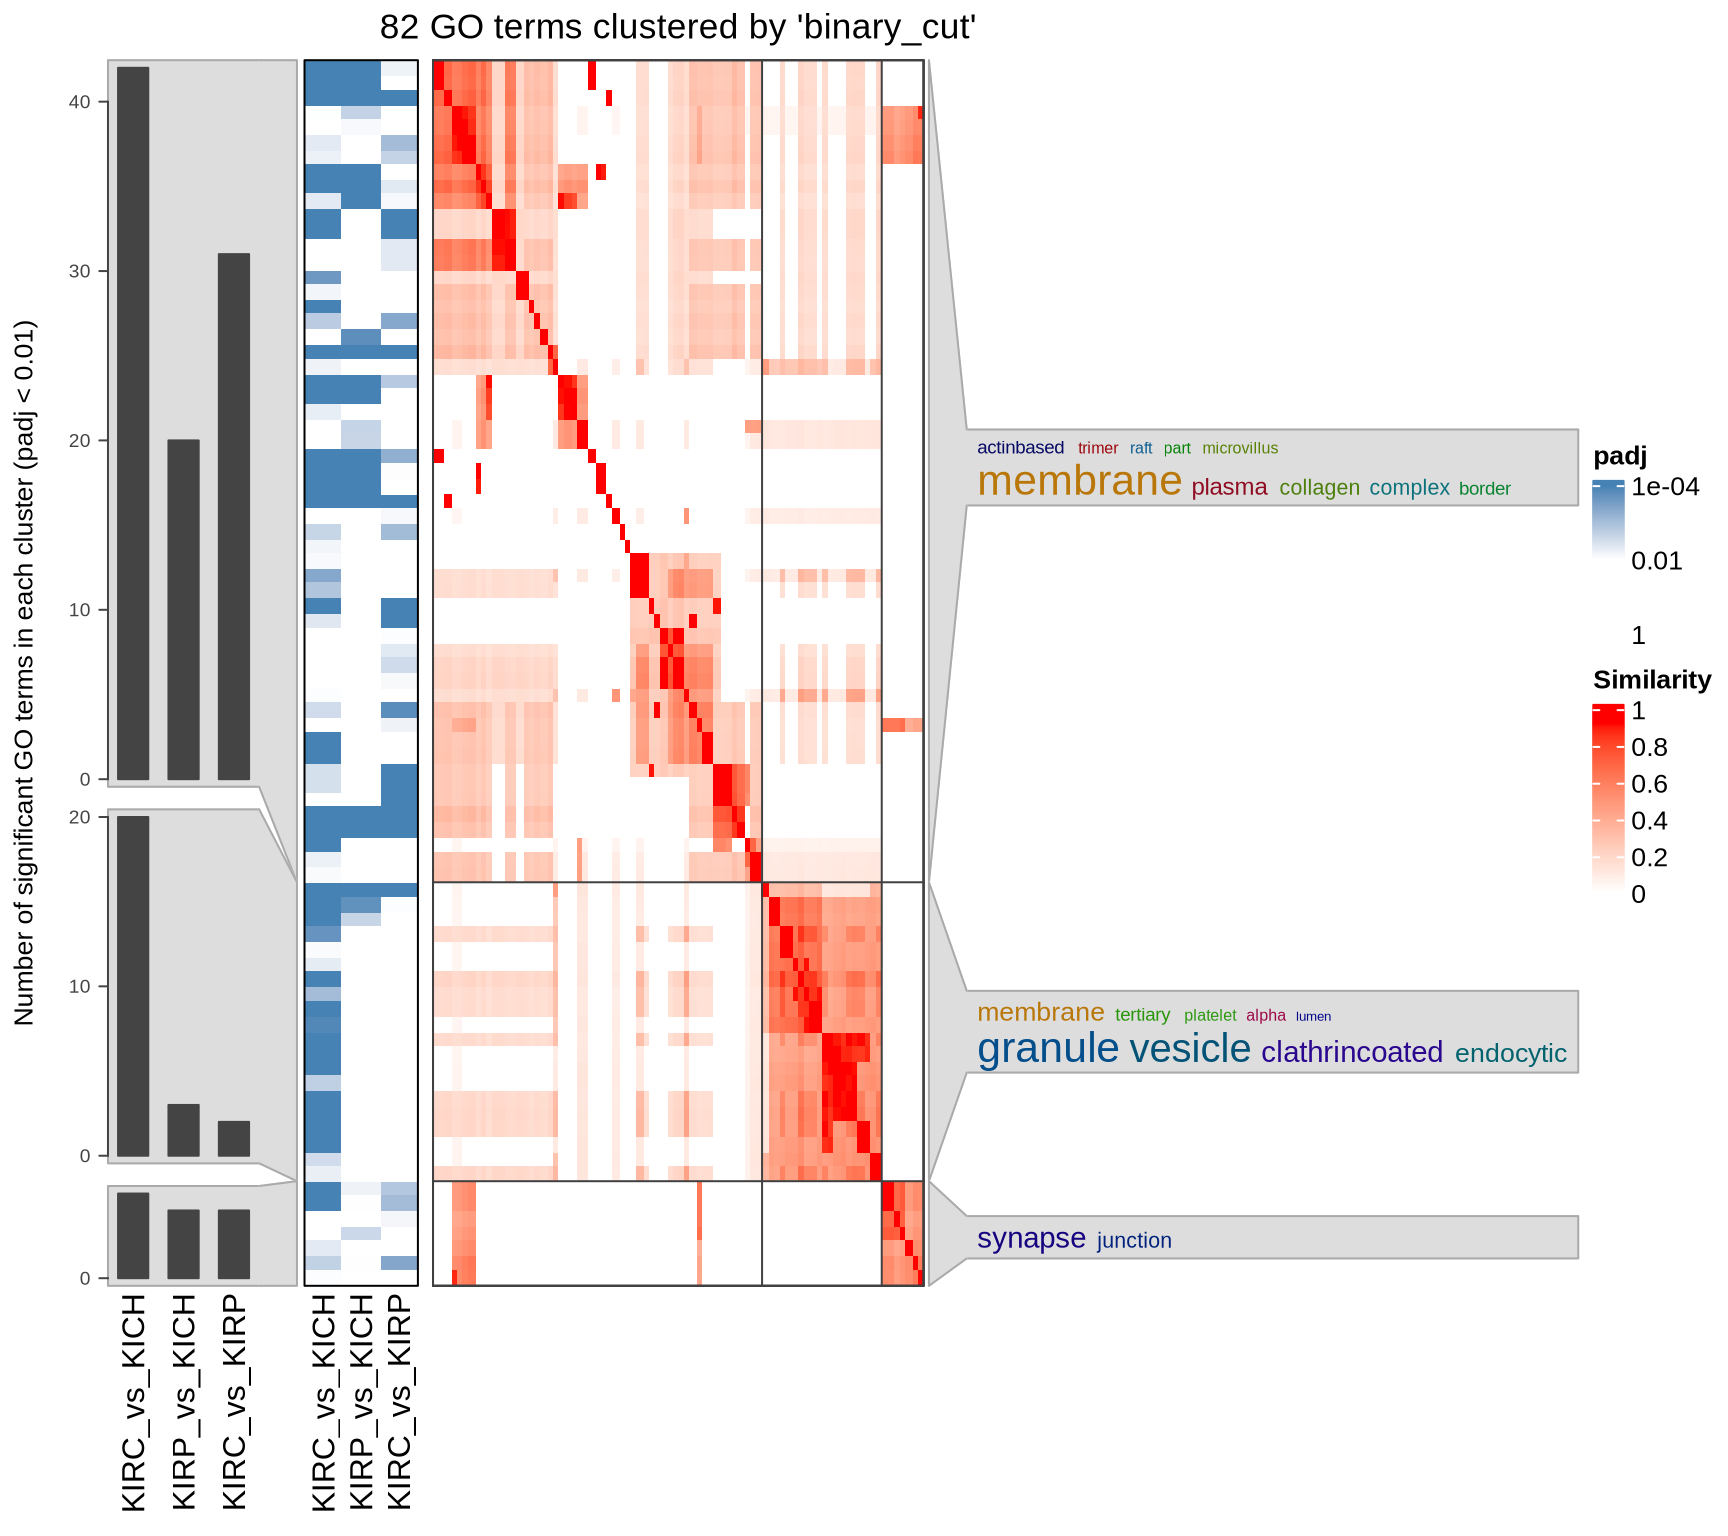 82 GO terms clustered by 'binary_cut'
Number of significant GO terms in each cluster (padj < 0.01)
40
30
20
10
0
20
10
0
0
KIRC_vs_KICH
KIRP_vs_KICH
KIRC_vs_KIRP
KIRC_vs_KICH
KIRP_vs_KICH
KIRC_vs_KIRP
actinbased trimer raft part microvillus
membrane plasma collagen complex border
membrane tertiary platelet alpha lumen
granule vesicle clathrincoated endocytic
synapse junction
padj
1e-04
0.01
1
Similarity
1
0.8
0.6
0.4
0.2
0